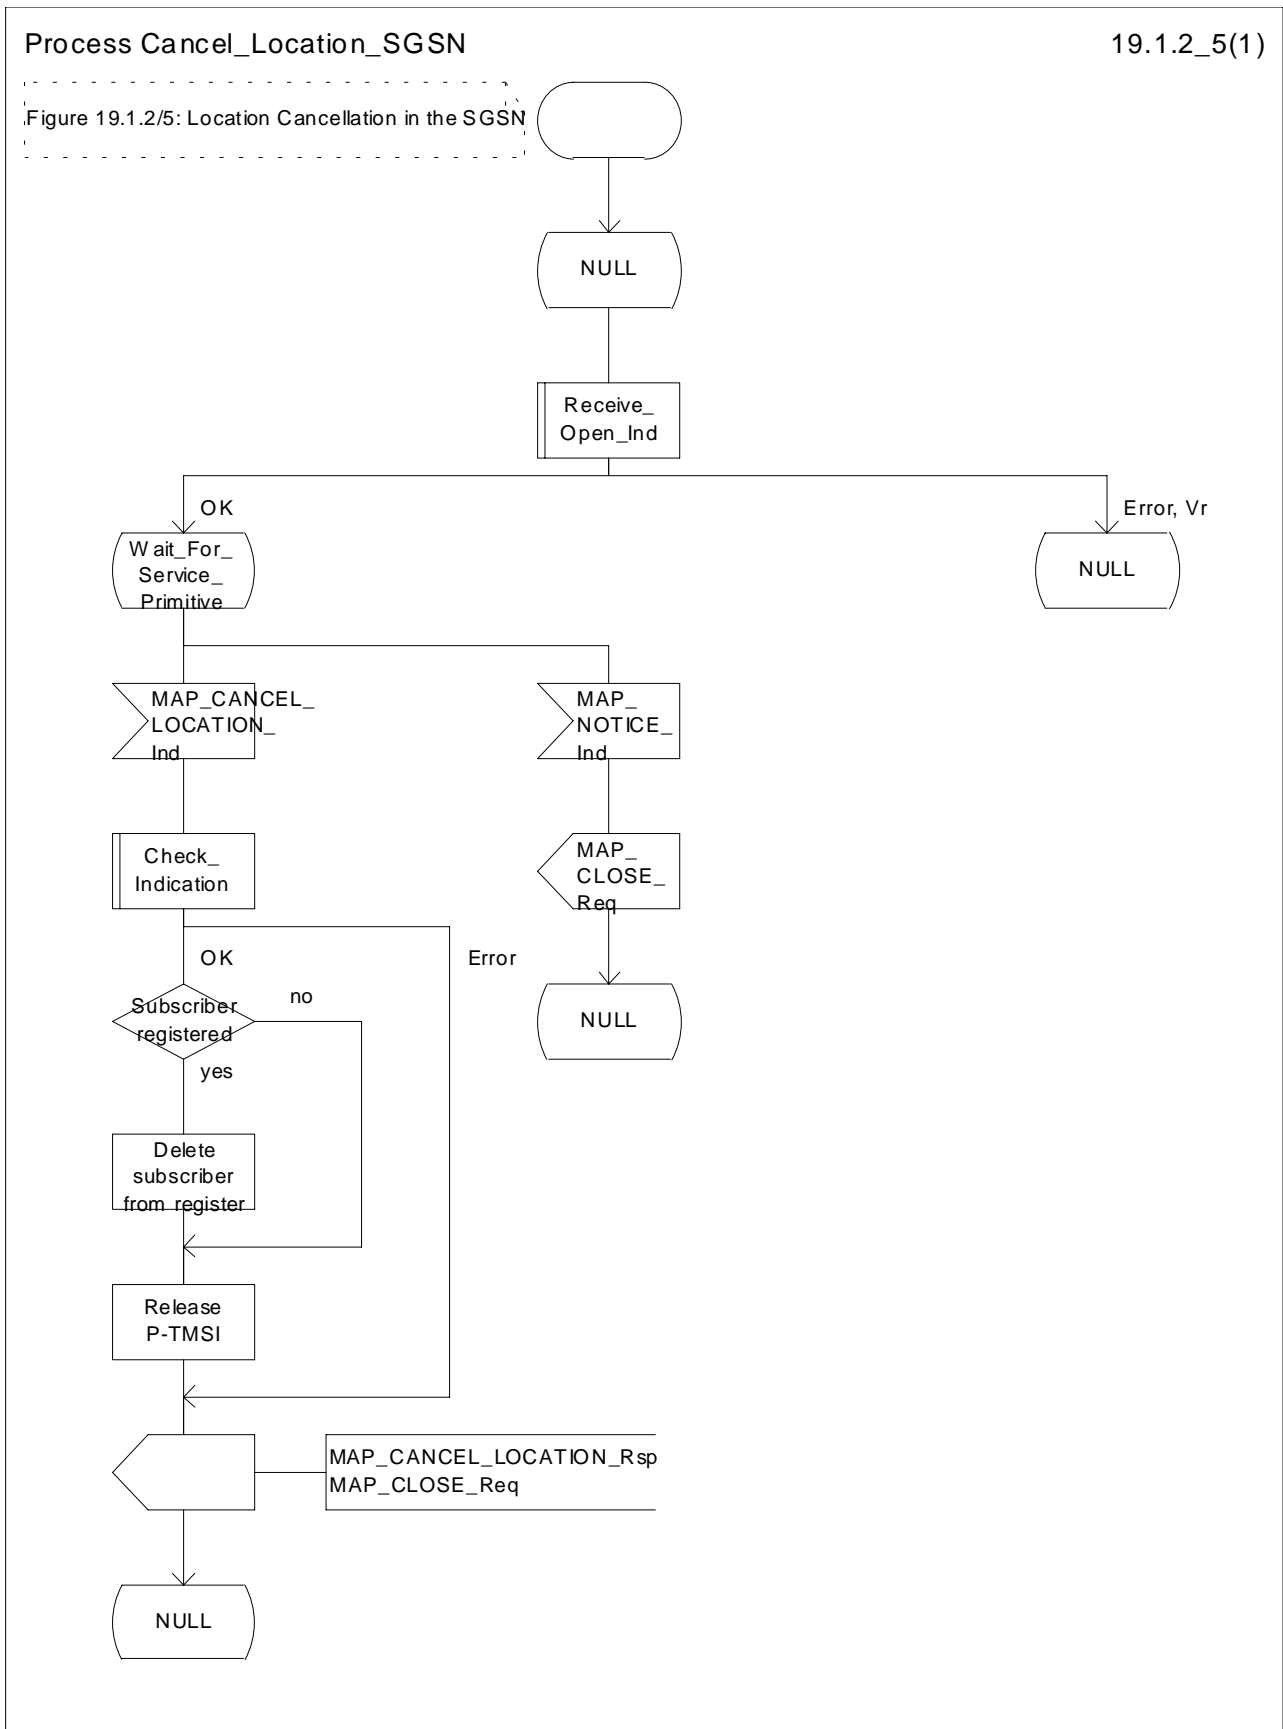 Process Cancel_Location_SGSN
19.1.2_5(1)
Figure 19.1.2/5: Location Cancellation in the SGSN
NULL
Receive_
Open_Ind
OK
Error, Vr
Wait_For_
Service_
Primitive
NULL
MAP_CANCEL_
LOCATION_
Ind
MAP_
NOTICE_
Ind
Check_
Indication
MAP_
CLOSE_
Req
OK
Error
Subscriber
registered
no
NULL
yes
Delete
subscriber
from register
Release
P-TMSI
MAP_CANCEL_LOCATION_Rsp
MAP_CLOSE_Req
NULL